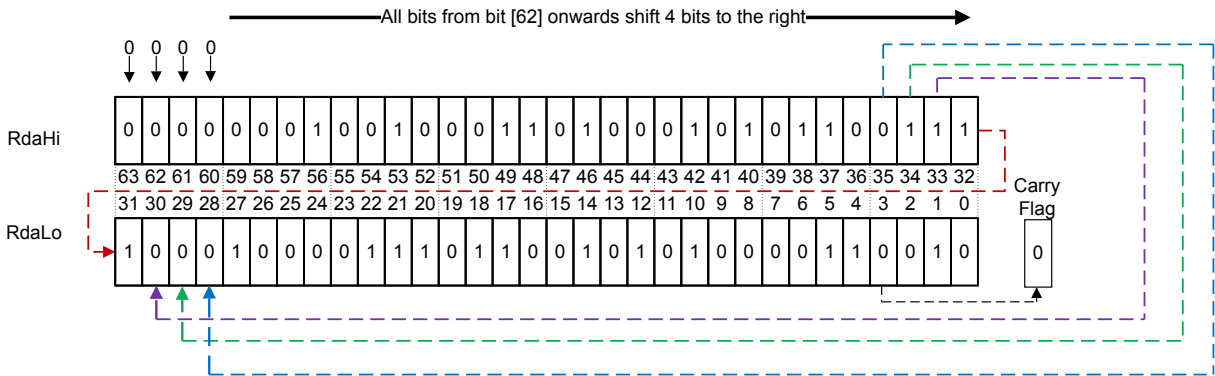 All bits from bit [62] onwards shift 4 bits to the right
0 0 0 0
RdaHi
0 0 0 0 0 0 0 1 0 0 1 0 0 0 1 1 0 1 0 0 0 1 0 1 0 1 1 0 0 1 1 1
63 62 61 60 59 58 57 56 55 54 53 52 51 50 49 48 47 46 45 44 43 42 41 40 39 38 37 36 35 34 33 32
31 30 29 28 27 26 25 24 23 22 21 20 19 18 17 16 15 14 13 12 11 10 9 8 7 6 5 4 3 2 1 0
Carry
Flag
RdaLo
1 0 0 0 1 0 0 0 0 1 1 1 0 1 1 0 0 1 0 1 0 1 0 1 0 0 1 1 0 0 1 0
0